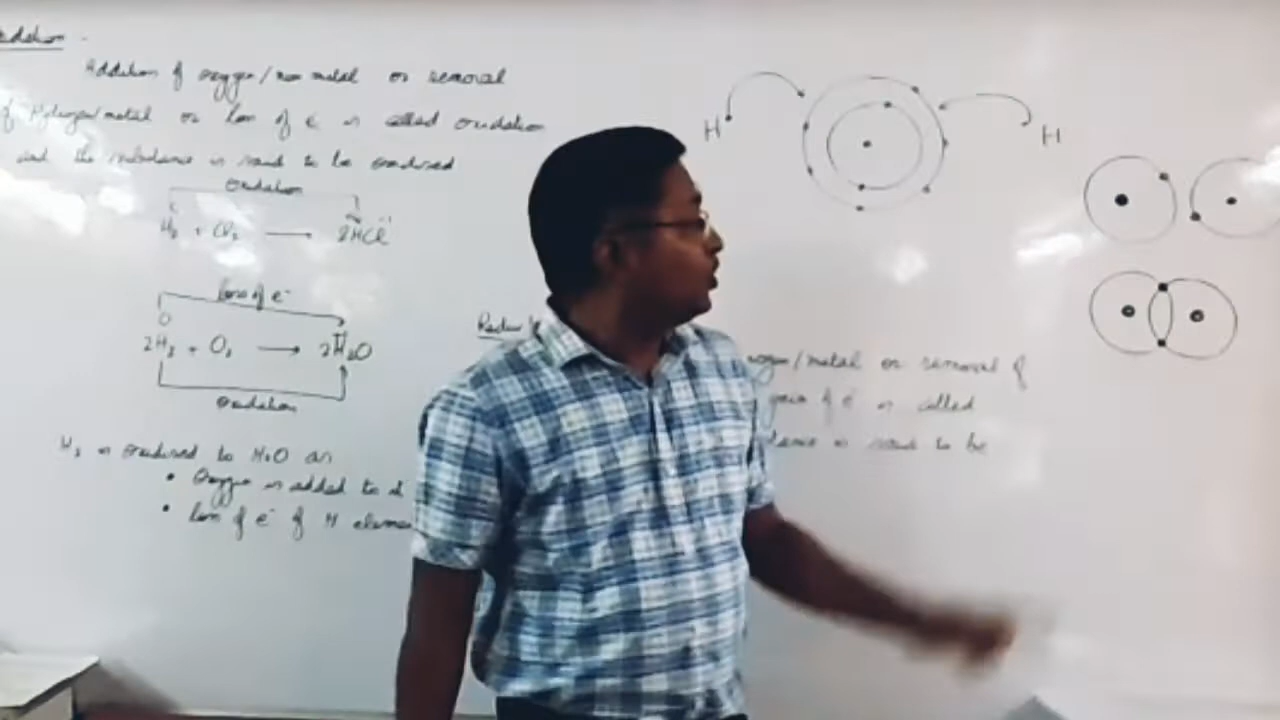 Addition of oxygen/non metal or removal
of Hydrogen/metal or loss of e⁻ is called oxidation
and the substance is said to be oxidised
Oxidation
H₂ + Cl₂ → 2HCl
loss of e⁻
0
2H₂ + O₂ → 2H₂O
Oxidation
H₂ is oxidised to H₂O as
• Oxygen is added to it
• loss of e⁻ of H
H
H
/metal or removal of
gain of e⁻ is called
is said to be